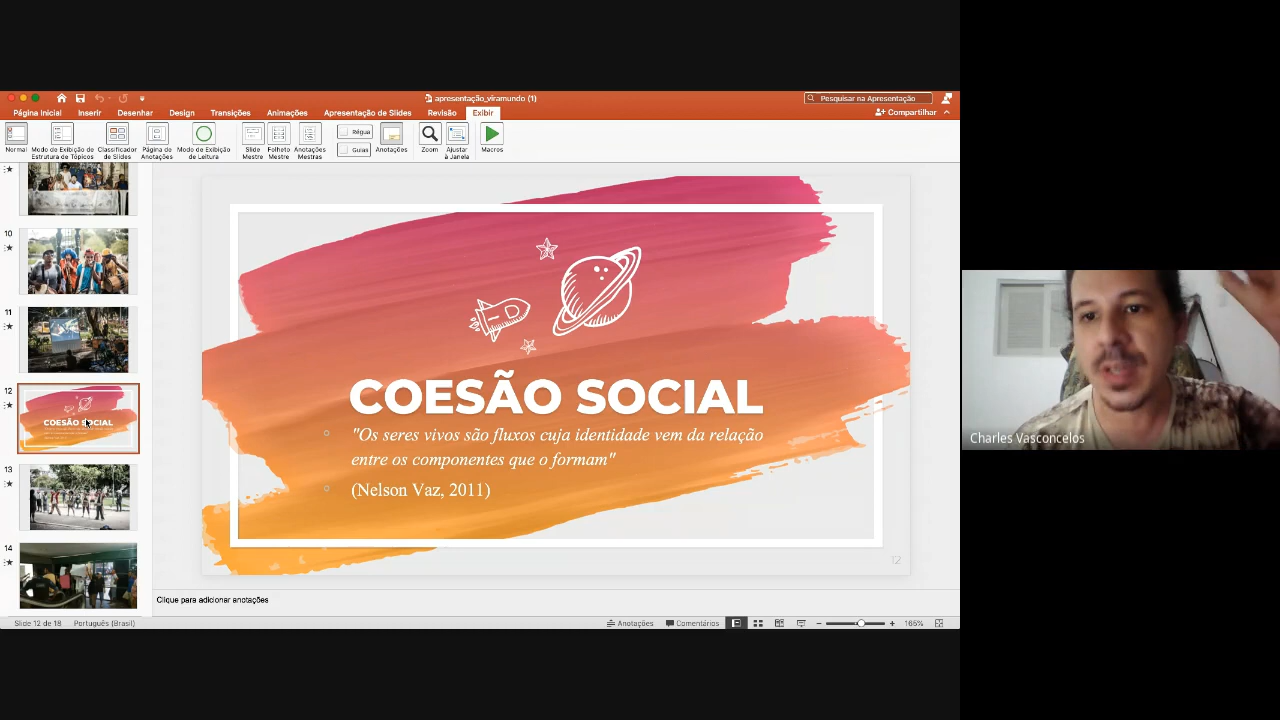 apresentação_viramundo (1)
Pesquisar na Apresentação
Página Inicial Inserir Desenhar Design Transições Animações Apresentação de Slides Revisão Exibir Compartilhar
Normal
Modo de Exibição de Estrutura de Tópicos
Classificador de Slides
Página de Anotações
Modo de Exibição de Leitura
Slide Mestre
Folheto Mestre
Anotações Mestras
Régua
Guias
Anotações
Zoom
Ajustar à Janela
Macros
10
11
12
COESÃO SOCIAL
13
14
COESÃO SOCIAL
"Os seres vivos são fluxos cuja identidade vem da relação
entre os componentes que o formam"
(Nelson Vaz, 2011)
12
Clique para adicionar anotações
Slide 12 de 18 Português (Brasil) Anotações Comentários 165%
Charles Vasconcelos